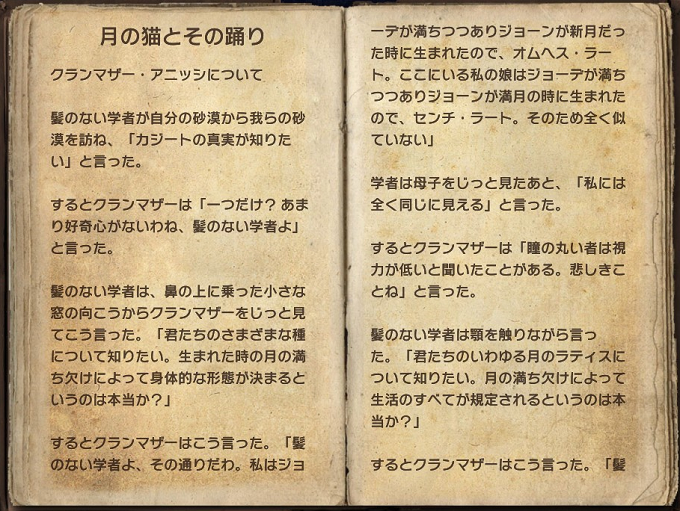 月の猫とその踊り
クランマザー・アニッシについて
髪のない学者が自分の砂漠から我らの砂
漠を訪ね、「カジートの真実が知りた
い」と言った。
するとクランマザーは「一つだけ？ あま
り好奇心がないわね、髪のない学者よ」
と言った。
髪のない学者は、鼻の上に乗った小さな
窓の向こうからクランマザーをじっと見
てこう言った。「君たちのさまざまな種
について知りたい。生まれた時の月の満
ち欠けによって身体的な形態が決まると
いうのは本当か？」
するとクランマザーはこう言った。「髪
のない学者よ、その通りだわ。私はジョ
ーデが満ちつつありジョーンが新月だっ
た時に生まれたので、オムヘス・ラー
ト。ここにいる私の娘はジョーデが満ち
つつありジョーンが満月の時に生まれた
ので、センチ・ラート。そのため全く似
ていない」
学者は母子をじっと見たあと、「私には
全く同じに見える」と言った。
するとクランマザーは「瞳の丸い者は視
力が低いと聞いたことがある。悲しきこ
とね」と言った。
髪のない学者は顎を触りながら言っ
た。「君たちのいわゆる月のラティスに
ついて知りたい。月の満ち欠けによって
生活のすべてが規定されるというのは本
当か？」
するとクランマザーはこう言った。「髪